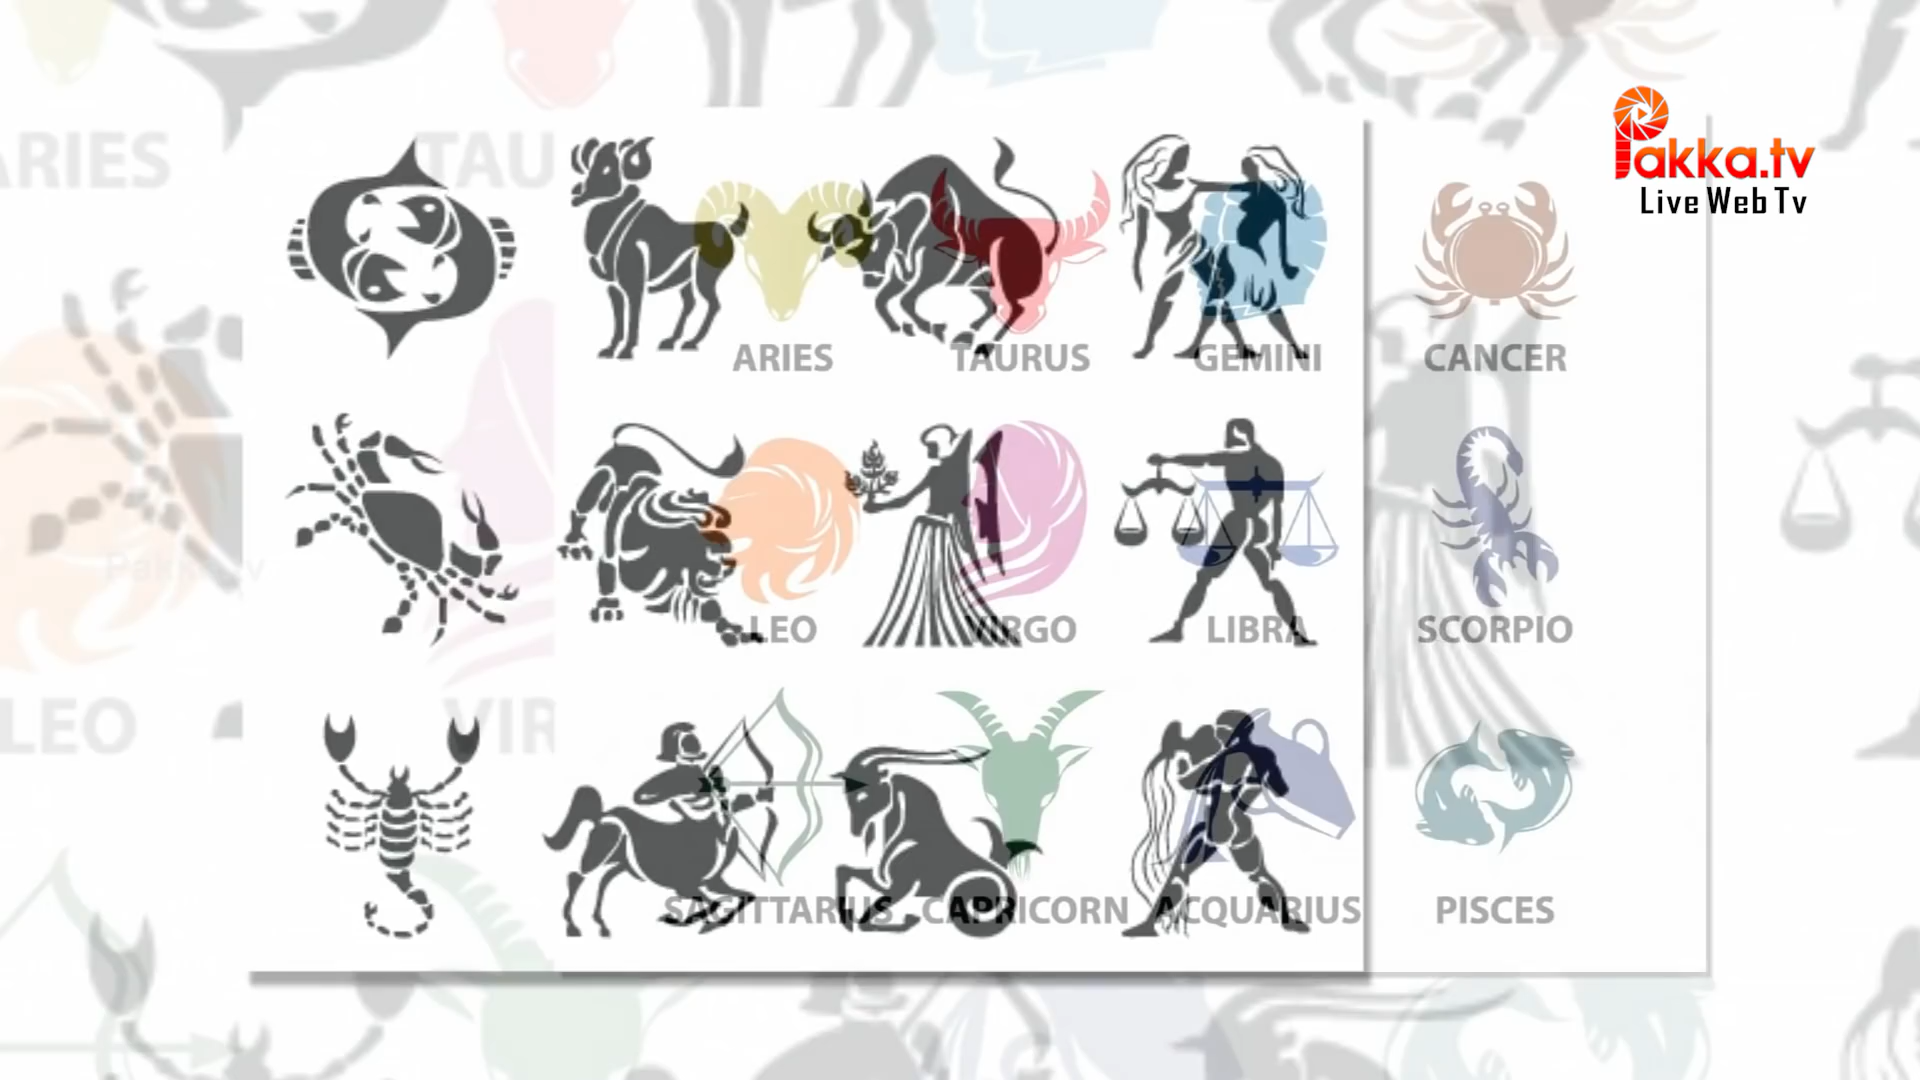 Pakka.tv
Live Web Tv
ARIES
TAU
ARIES
TAURUS
GEMINI
CANCER
LEO
VIRGO
LIBRA
SCORPIO
LEO
VIR
SAGITTARIUS
CAPRICORN
ACQUARIUS
PISCES